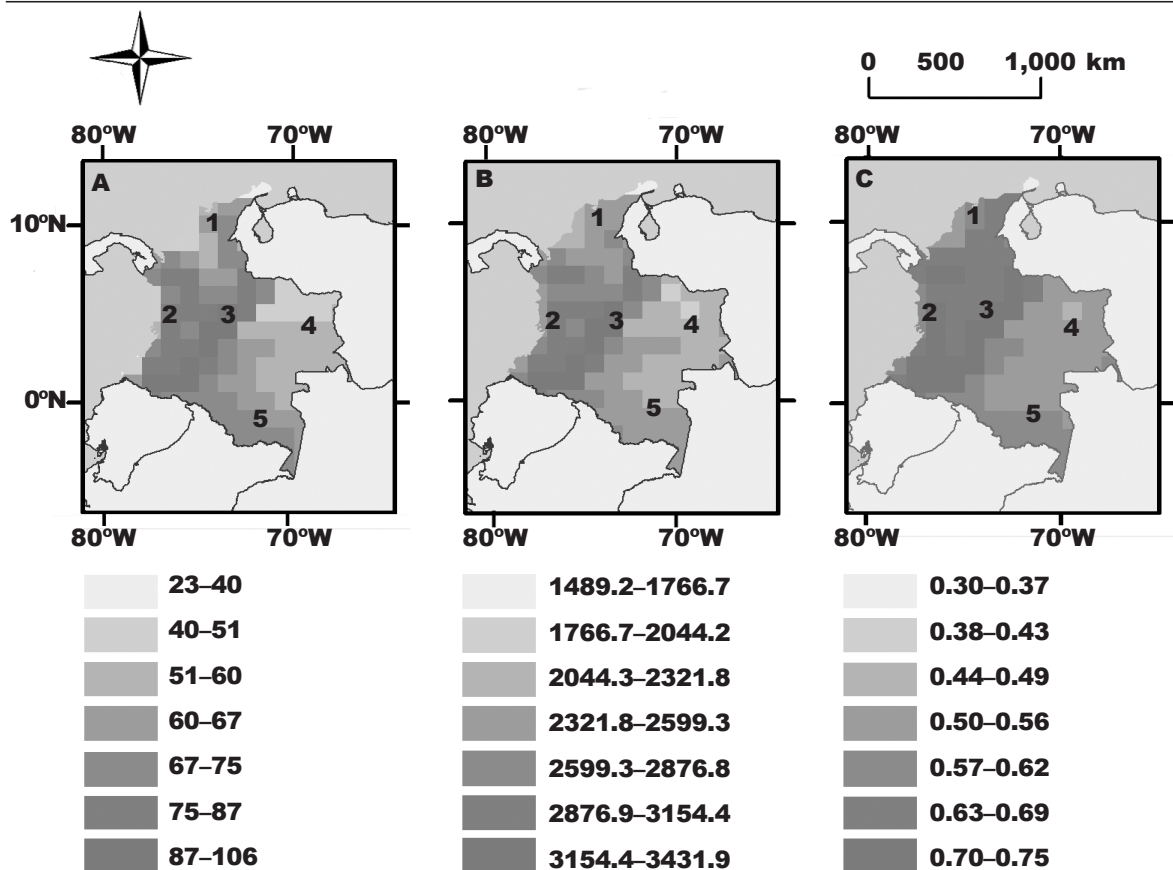 0 500 1,000 km
80ºW 70ºW 80ºW 70ºW 80ºW 70ºW
A B C
10ºN 1 1 1
2 3 4 2 3 4 2 3 4
0ºN 5 5 5
80ºW 70ºW 80ºW 70ºW 80ºW 70ºW
23–40 1489.2–1766.7 0.30–0.37
40–51 1766.7–2044.2 0.38–0.43
51–60 2044.3–2321.8 0.44–0.49
60–67 2321.8–2599.3 0.50–0.56
67–75 2599.3–2876.8 0.57–0.62
75–87 2876.9–3154.4 0.63–0.69
87–106 3154.4–3431.9 0.70–0.75